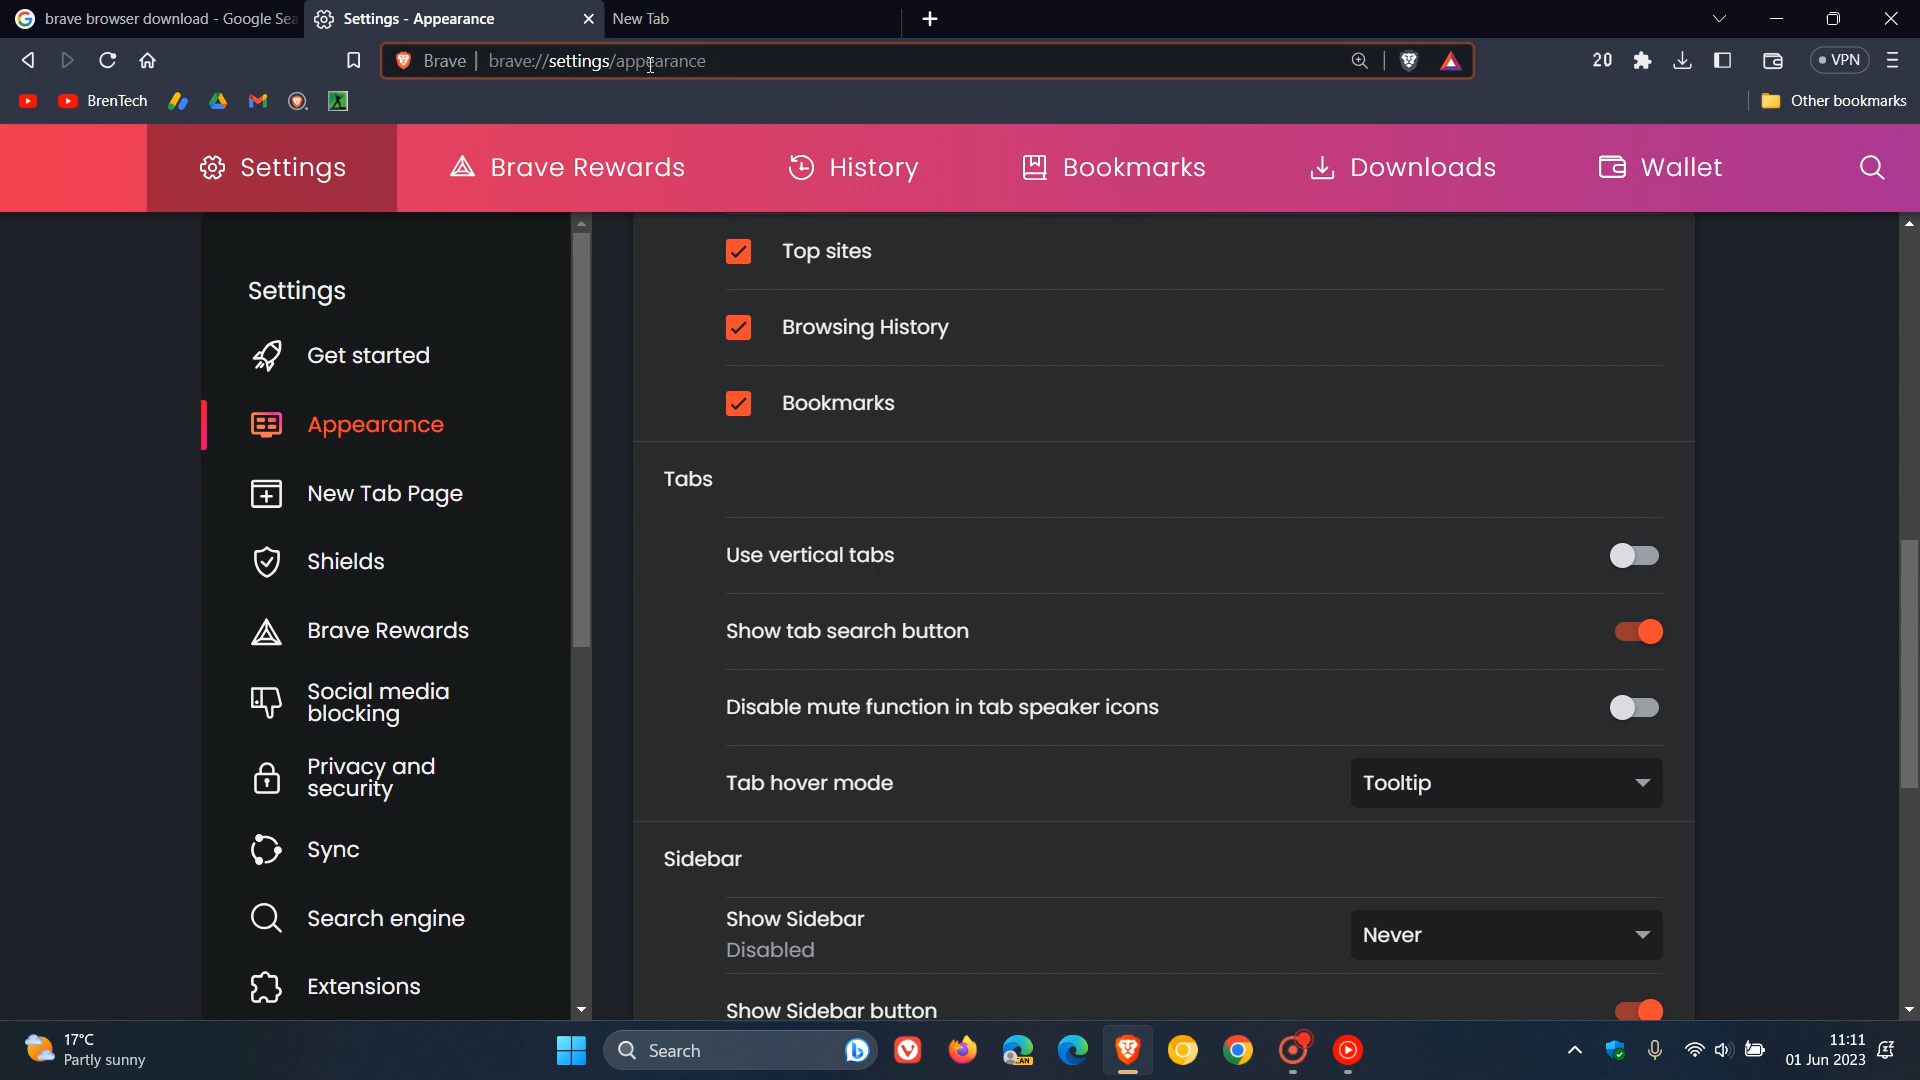 brave browser download - Google Sea
Settings - Appearance
New Tab
Brave
brave://settings/appearance
20
VPN
BrenTech
Other bookmarks
Settings
Brave Rewards
History
Bookmarks
Downloads
Wallet
Settings
Get started
Appearance
New Tab Page
Shields
Brave Rewards
Social media
blocking
Privacy and
security
Sync
Search engine
Extensions
Top sites
Browsing History
Bookmarks
Tabs
Use vertical tabs
Show tab search button
Disable mute function in tab speaker icons
Tab hover mode
Tooltip
Sidebar
Show Sidebar
Disabled
Never
Show Sidebar button
17°C
Partly sunny
Search
CAN
11:11
01 Jun 2023